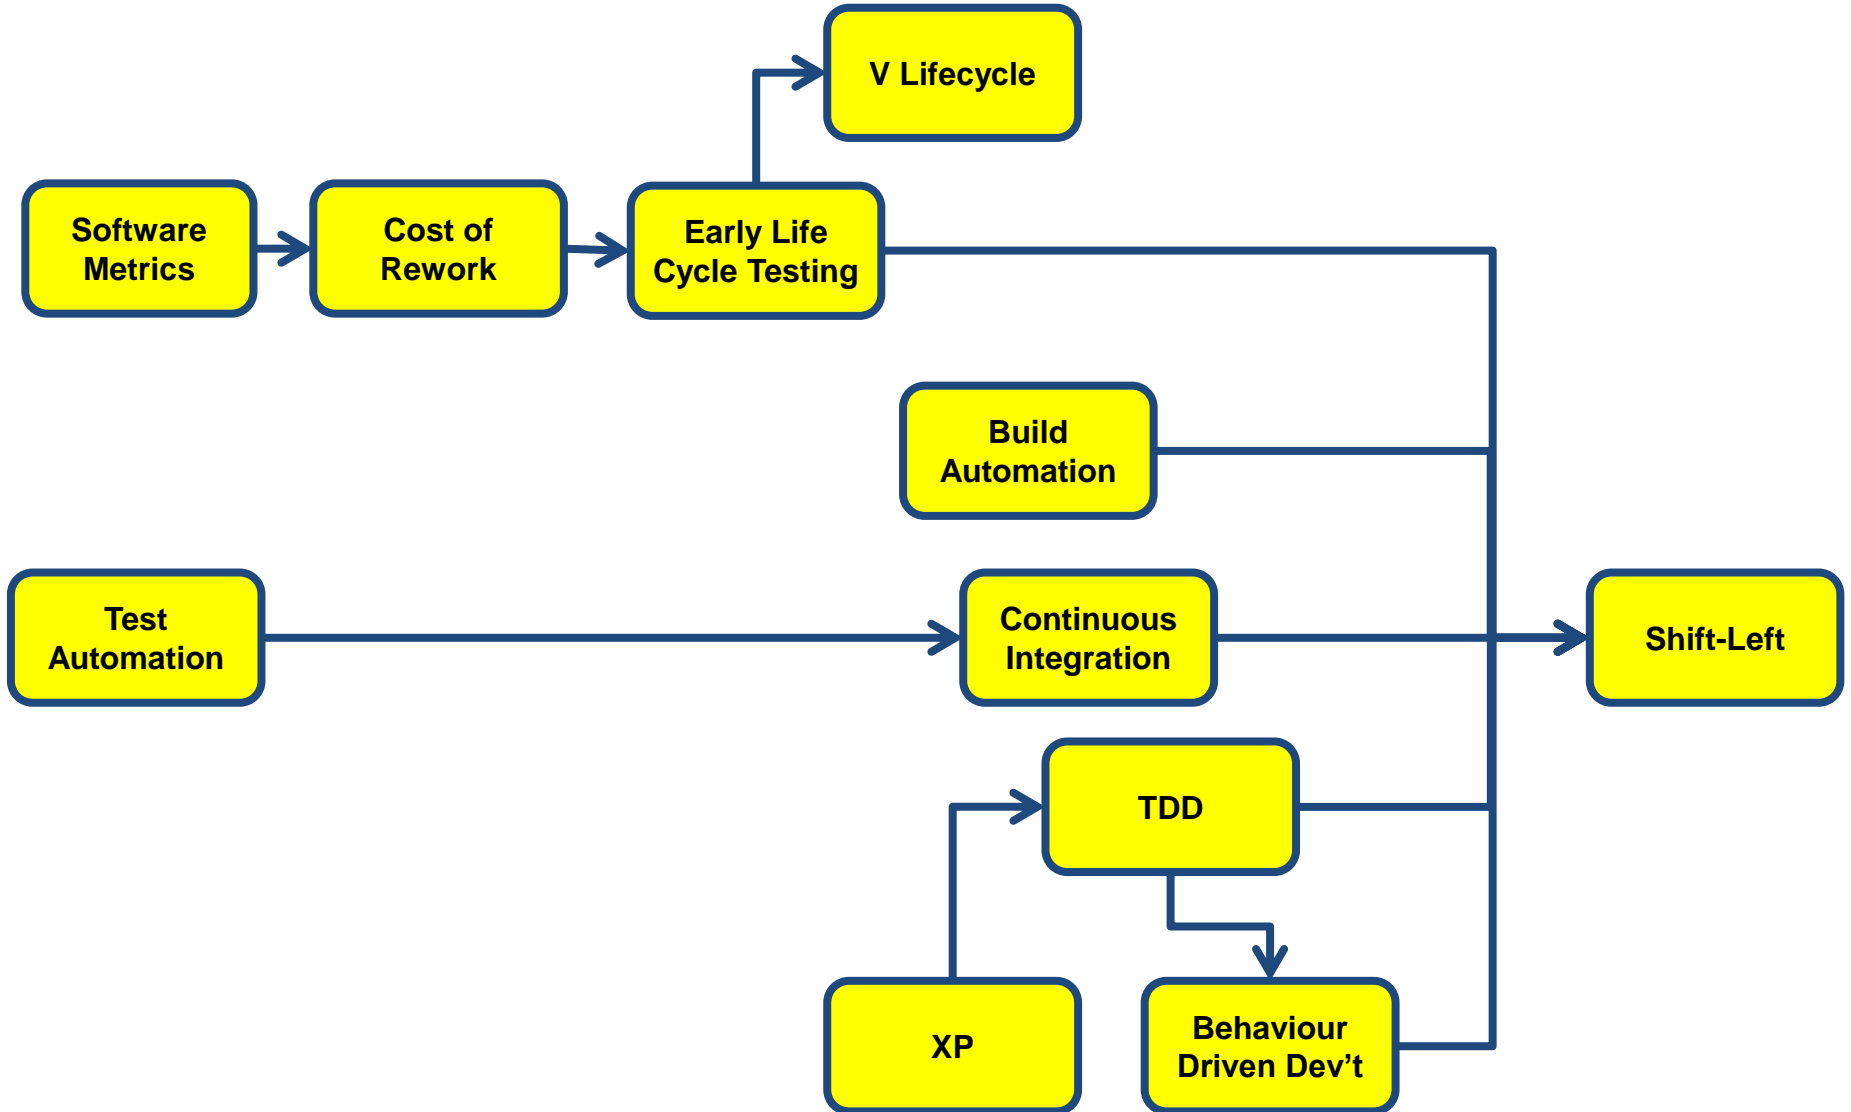 V Lifecycle
Software
Metrics
Cost of
Rework
Early Life
Cycle Testing
Build
Automation
Test
Automation
Continuous
Integration
Shift-Left
TDD
XP
Behaviour
Driven Dev’t